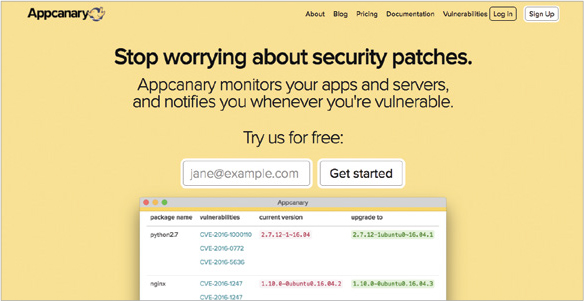 Appcanary
About Blog Pricing Documentation Vulnerabilities Log in Sign Up
Stop worrying about security patches.
Appcanary monitors your apps and servers,
and notifies you whenever you're vulnerable.
Try us for free:
jane@example.com Get started
Appcanary
package name vulnerabilities current version upgrade to
python2.7 CVE-2016-1000110 2.7.12-1~16.04 2.7.12-1ubuntu0~16.04.1
CVE-2016-0772
CVE-2016-5636
nginx CVE-2016-1247 1.10.0-0ubuntu0.16.04.2 1.10.0-0ubuntu0.16.04.3
CVE-2016-1247